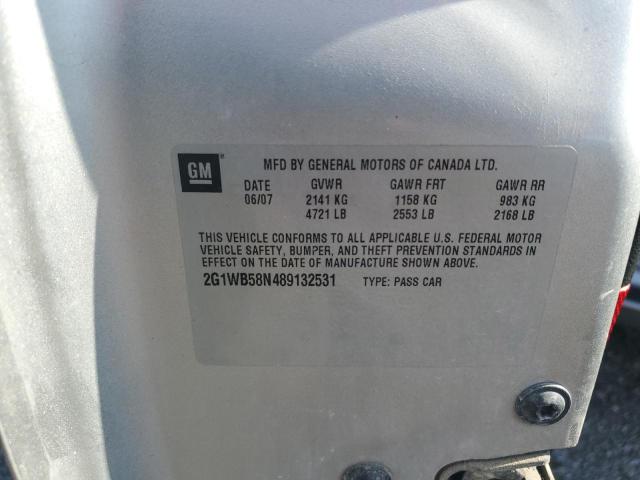 GM MFD BY GENERAL MOTORS OF CANADA LTD.
DATE GVWR GAWR FRT GAWR RR
06/07 2141 KG 1158 KG 983 KG
4721 LB 2553 LB 2168 LB
THIS VEHICLE CONFORMS TO ALL APPLICABLE U.S. FEDERAL MOTOR
VEHICLE SAFETY, BUMPER, AND THEFT PREVENTION STANDARDS IN
EFFECT ON THE DATE OF MANUFACTURE SHOWN ABOVE.
2G1WB58N489132531 TYPE: PASS CAR